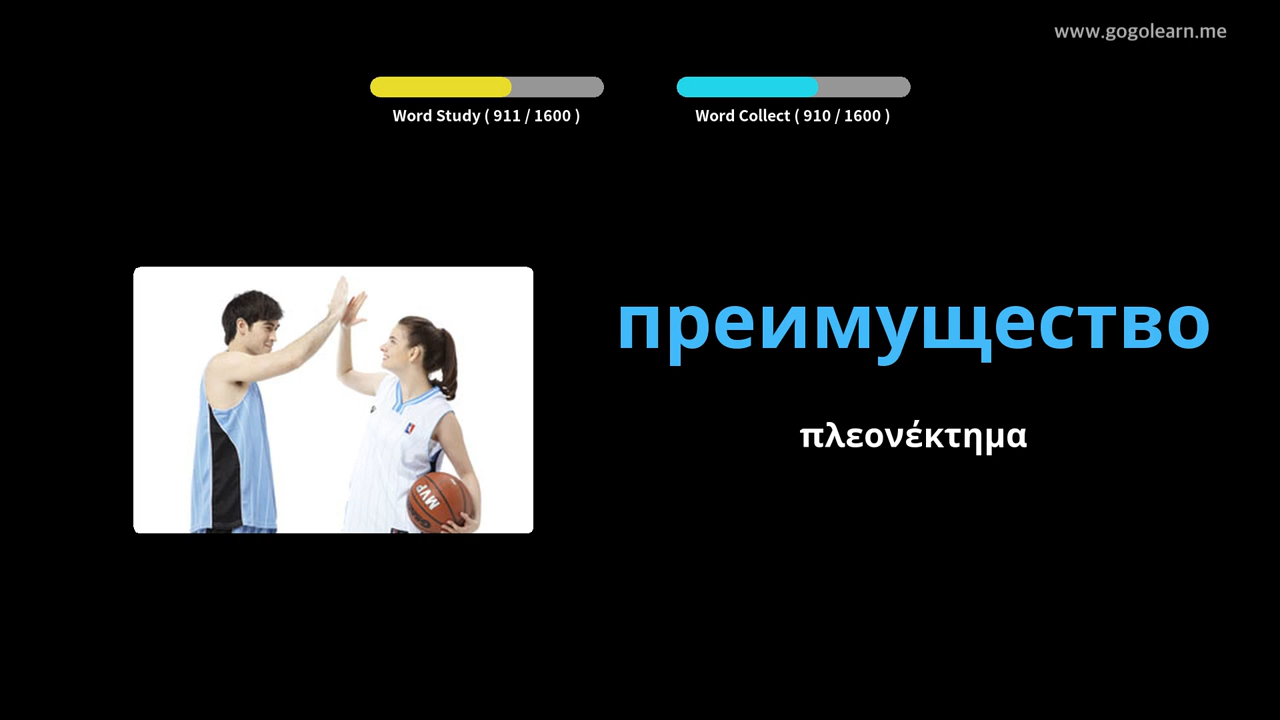 www.gogolearn.me
Word Study ( 911 / 1600 )
Word Collect ( 910 / 1600 )
преимущество
πλεονέκτημα
MVP